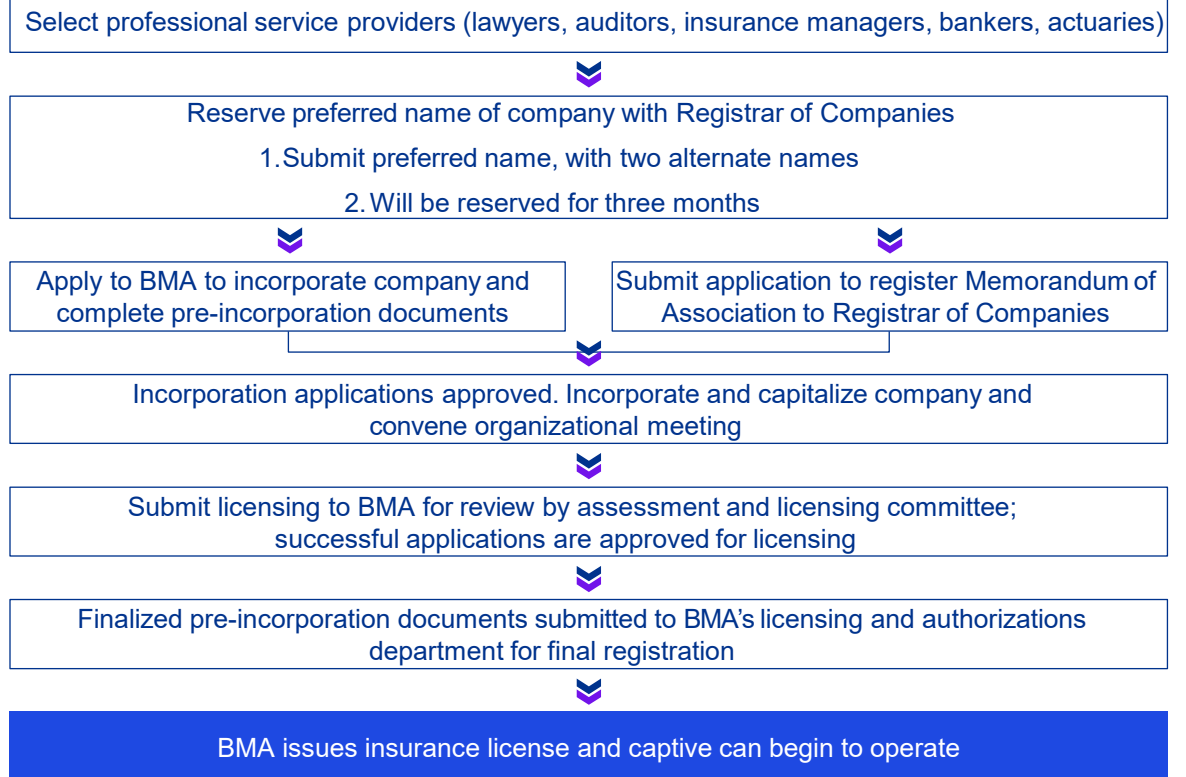 Select professional service providers (lawyers, auditors, insurance managers, bankers, actuaries)
Reserve preferred name of company with Registrar of Companies
1. Submit preferred name, with two alternate names
2. Will be reserved for three months
Apply to BMA to incorporate company and
complete pre-incorporation documents
Submit application to register Memorandum of
Association to Registrar of Companies
Incorporation applications approved. Incorporate and capitalize company and
convene organizational meeting
Submit licensing to BMA for review by assessment and licensing committee;
successful applications are approved for licensing
Finalized pre-incorporation documents submitted to BMA’s licensing and authorizations
department for final registration
BMA issues insurance license and captive can begin to operate